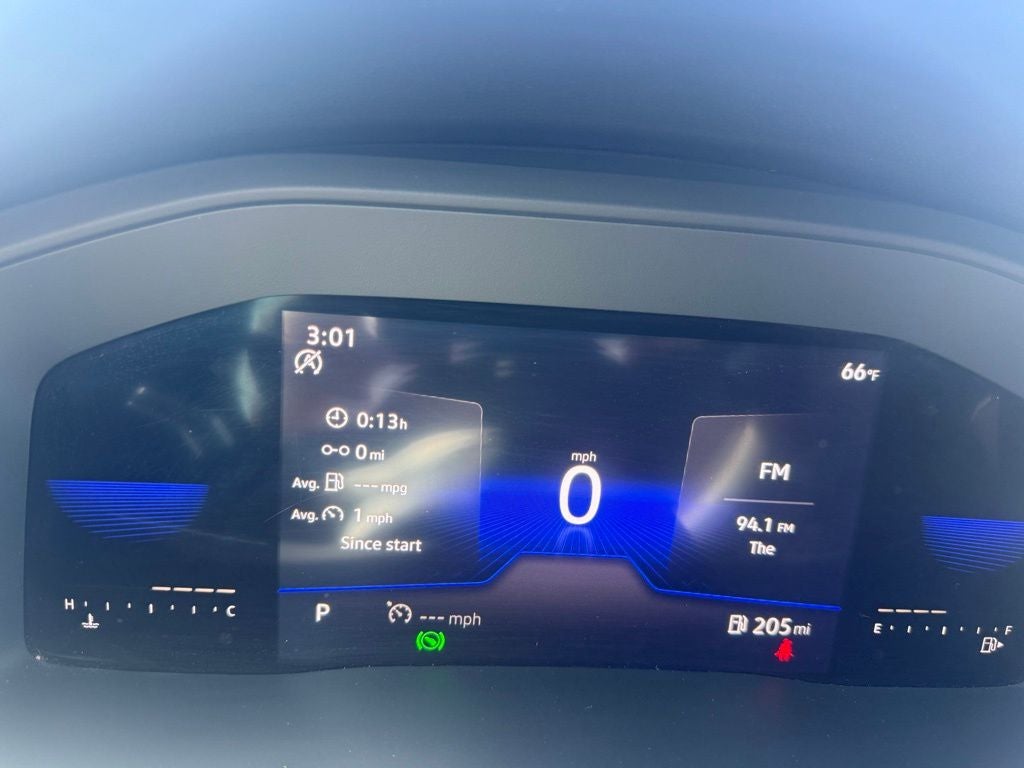 3:01
66°F
0:13h
0 mi
Avg. --- mpg
Avg. 1 mph
Since start
mph
0
FM
94.1 FM
The
H C
P
--- mph
205 mi
E F